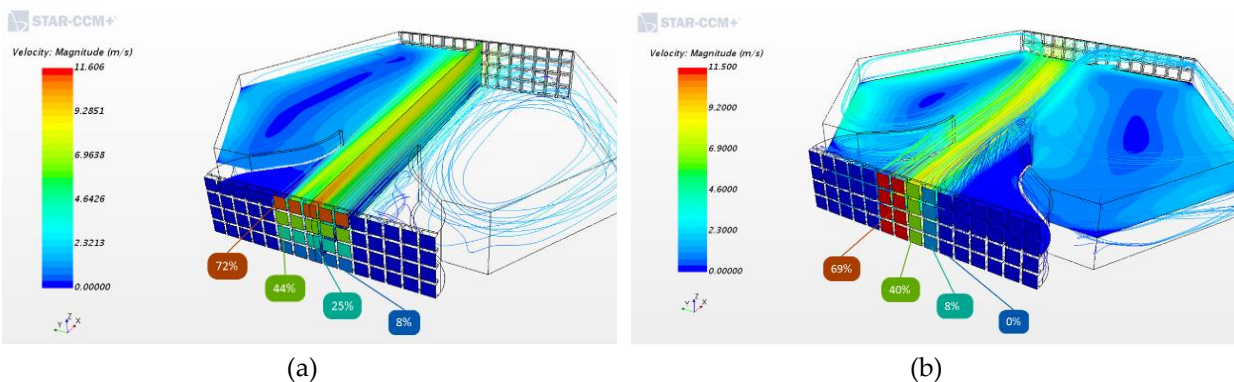 STAR-CCM+
Velocity: Magnitude (m/s)
11.606
9.2851
6.9638
4.6426
2.3213
0.00000
Z
Y
X
72%
44%
25%
8%
(a)
STAR-CCM+
Velocity: Magnitude (m/s)
11.500
9.2000
6.9000
4.6000
2.3000
0.00000
Z
Y
X
69%
40%
8%
0%
(b)